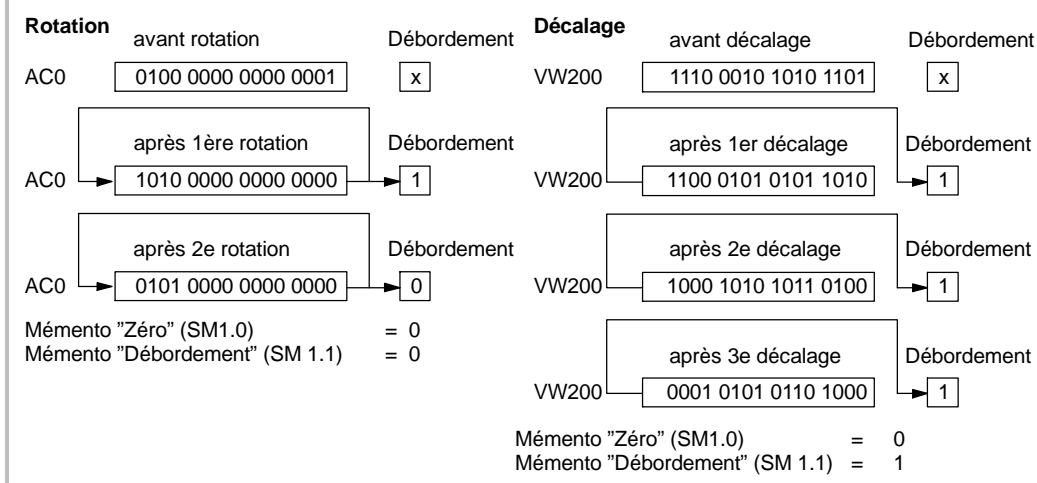 Rotation
avant rotation Débordement
AC0 0100 0000 0000 0001 x
après 1ère rotation Débordement
AC0 1010 0000 0000 0000 1
après 2e rotation Débordement
AC0 0101 0000 0000 0000 0
Mémento ”Zéro” (SM1.0) = 0
Mémento ”Débordement” (SM 1.1) = 0
Décalage
avant décalage Débordement
VW200 1110 0010 1010 1101 x
après 1er décalage Débordement
VW200 1100 0101 0101 1010 1
après 2e décalage Débordement
VW200 1000 1010 1011 0100 1
après 3e décalage Débordement
VW200 0001 0101 0110 1000 1
Mémento ”Zéro” (SM1.0) = 0
Mémento ”Débordement” (SM 1.1) = 1